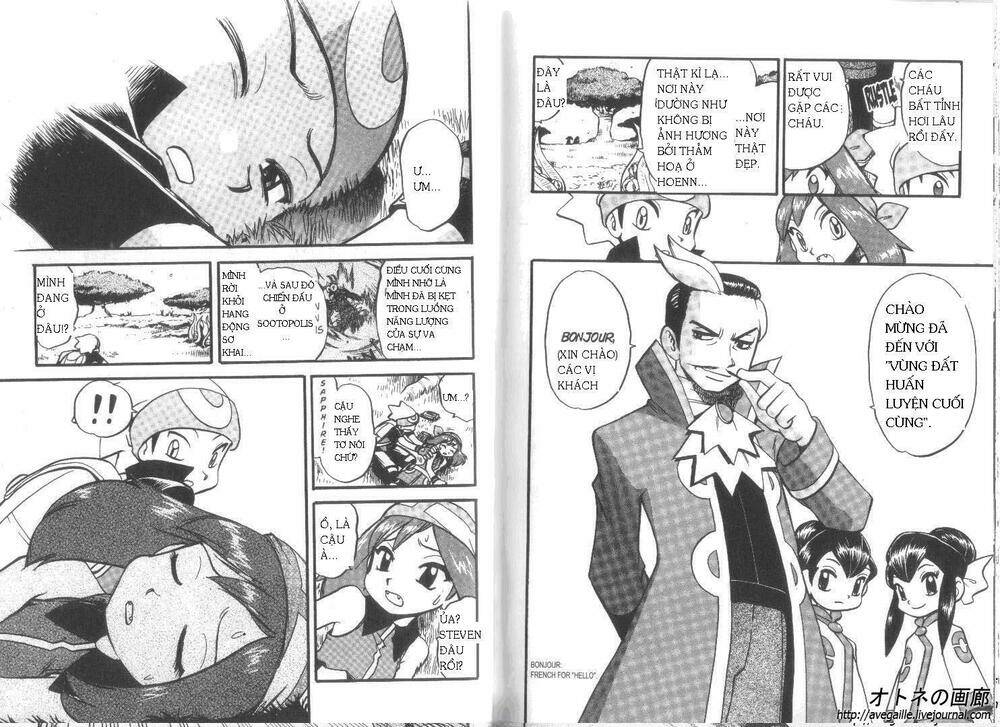 Ư...
ƯM...
MÌNH
ĐANG
Ở
ĐÂU!?
MÌNH
RỜI
KHỎI
HANG
ĐỘNG
SƠ
KHAI...
...VÀ SAU ĐÓ
CHIẾN ĐẤU
Ở
SOOTOPOLIS
...
ĐIỀU CUỐI CÙNG
MÌNH NHỚ LÀ
MÌNH ĐÃ BỊ KẸT
TRONG LUỒNG
NĂNG LƯỢNG
CỦA SỰ VA
CHẠM...
!!
SAPPHIRE!
CẬU
NGHE
THẤY
TỚ NÓI
CHỨ?
ƯM...?
Ồ, LÀ
CẬU
À...
ỦA?
STEVEN
ĐÂU
RỒI?
ĐÂY
LÀ
ĐÂU?
THẬT KÌ LẠ...
NƠI NÀY
DƯỜNG NHƯ
KHÔNG BỊ
ẢNH HƯƠNG
BỞI THẢM
HOẠ Ở
HOENN...
...NƠI
NÀY
THẬT
ĐẸP.
RẤT VUI
ĐƯỢC
GẶP CÁC
CHÁU.
RUSTLE
CÁC
CHÁU
BẤT TỈNH
HƠI LÂU
RỒI ĐẤY.
BONJOUR,
(XIN CHÀO)
CÁC VỊ
KHÁCH
CHÀO
MỪNG ĐÃ
ĐẾN VỚI
"VÙNG ĐẤT
HUẤN
LUYỆN CUỐI
CÙNG".
BONJOUR:
FRENCH FOR "HELLO".
オトネの画廊
http://avegaille.livejournal.com